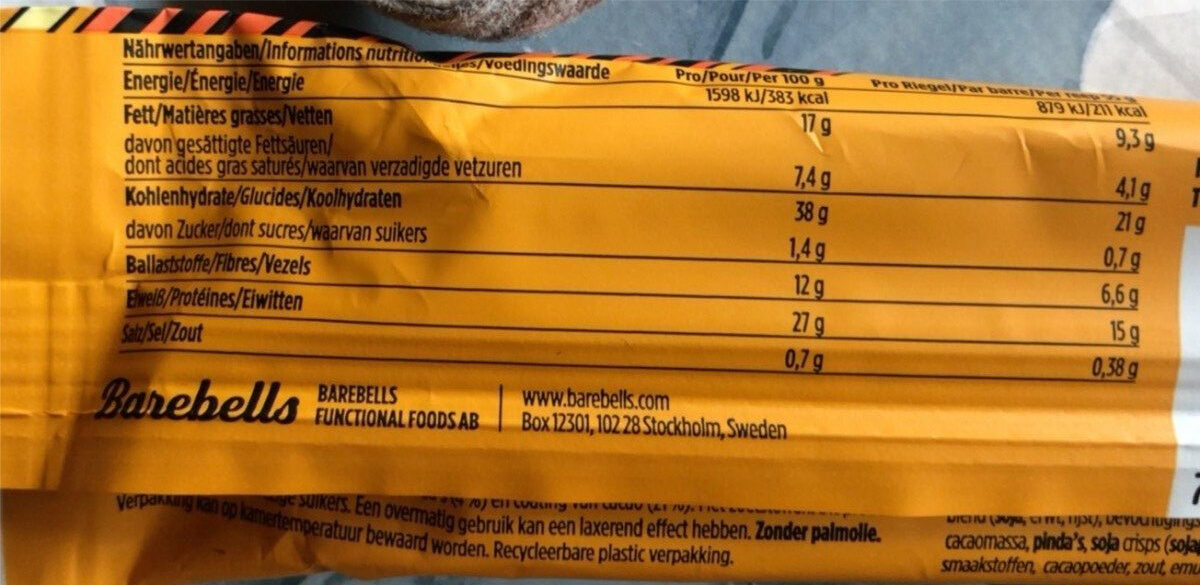 Nährwertangaben/Informations /Voedingswaarde Pro/Pour/Per 100 g Pro Riegel/Par barre/Per
Energie/Énergie/Energie 1598 kJ/383 kcal 879 kJ/211 kcal
Fett/Matières grasses/Vetten 17 g 9,3 g
davon gesättigte Fettsäuren/
dont acides gras saturés/waarvan verzadigde vetzuren 7,4 g 4,1 g
Kohlenhydrate/Glucides/Koolhydraten 38 g 21 g
davon Zucker/dont sucres/waarvan suikers 1,4 g 0,7 g
Ballaststoffe/Fibres/Vezels 12 g 6,6 g
Eiweiß/Protéines/Eiwitten 27 g 15 g
Salz/Sel/Zout 0,7 g 0,38 g
Barebells
BAREBELLS
FUNCTIONAL FOODS AB
www.barebells.com
Box 12301, 102 28 Stockholm, Sweden
suikers. Een overmatig gebruik kan een laxerend effect hebben. Zonder palmolie.
Verpakking kan op kamertemperatuur bewaard worden. Recycleerbare plastic verpakking.
cacaomassa, pinda's, soja crisps (soja
smaakstoffen, cacaopoeder, zout, emu